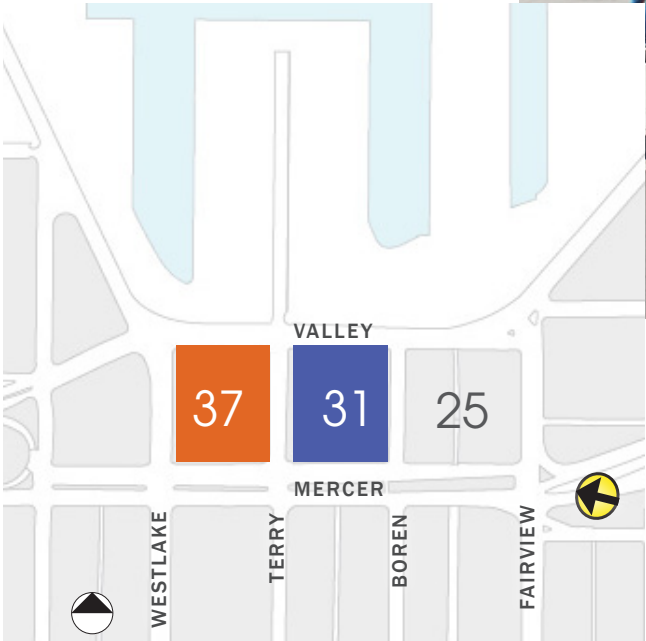 VALLEY
37
31
25
MERCER
WESTLAKE
TERRY
BOREN
FAIRVIEW